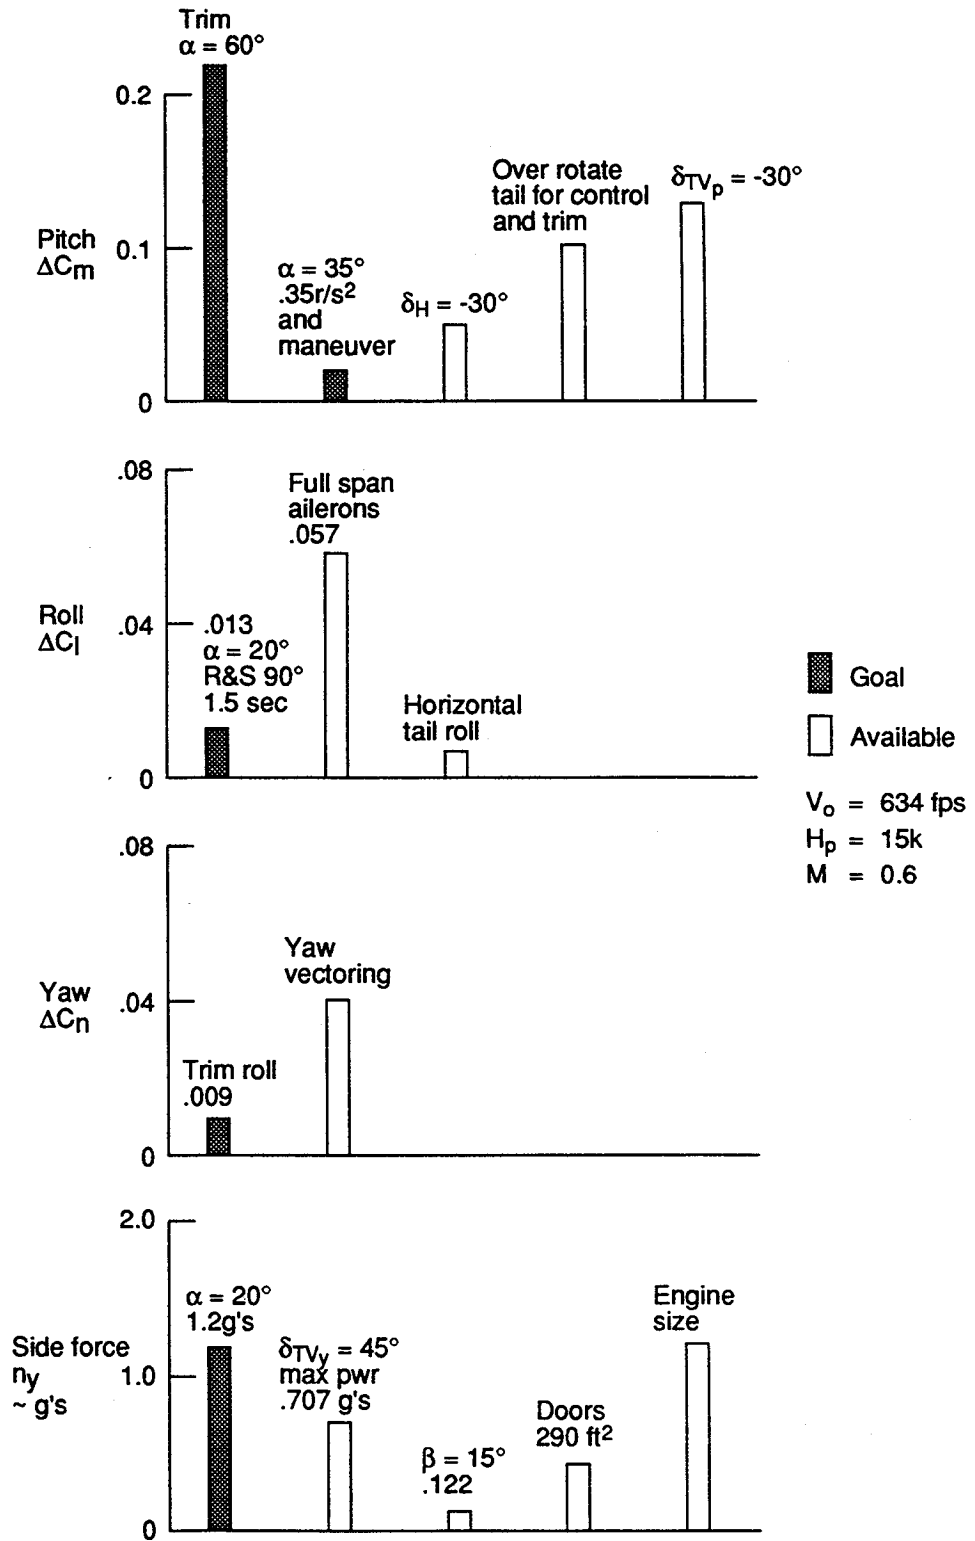 Trim
α = 60°
0.2
Pitch
ΔCm
0.1
0
α = 35°
.35r/s²
and
maneuver
δH = -30°
Over rotate
tail for control
and trim
δTVp = -30°
.08
Roll
ΔCl
.04
0
.013
α = 20°
R&S 90°
1.5 sec
Full span
ailerons
.057
Horizontal
tail roll
Goal
Available
Vo = 634 fps
Hp = 15k
M = 0.6
.08
Yaw
ΔCn
.04
0
Trim roll
.009
Yaw
vectoring
2.0
Side force
ny
~ g's
1.0
0
α = 20°
1.2g's
δTVy = 45°
max pwr
.707 g's
β = 15°
.122
Doors
290 ft²
Engine
size